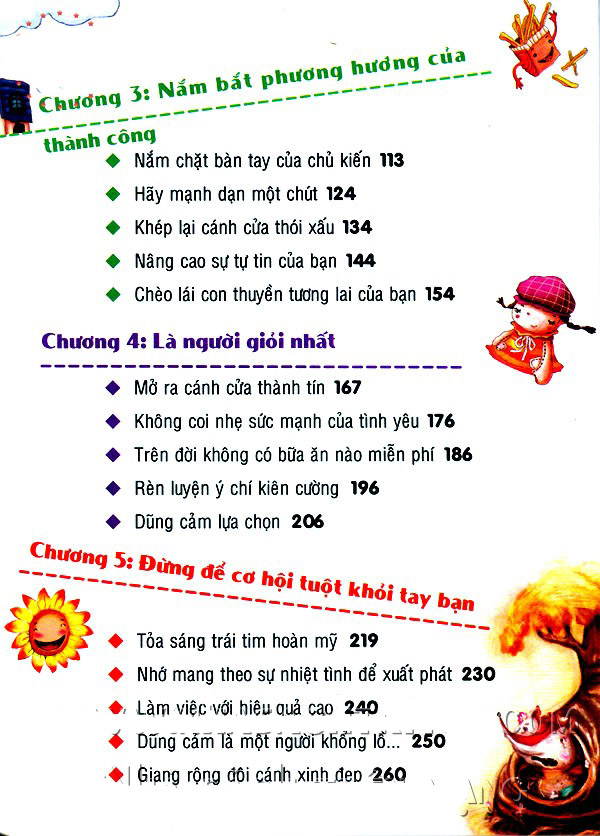 Chương 3: Nắm bắt phương hướng của
thành công
Nắm chặt bàn tay của chủ kiến 113
Hãy mạnh dạn một chút 124
Khép lại cánh cửa thói xấu 134
Nâng cao sự tự tin của bạn 144
Chèo lái con thuyền tương lai của bạn 154
Chương 4: Là người giỏi nhất
Mở ra cánh cửa thành tín 167
Không coi nhẹ sức mạnh của tình yêu 176
Trên đời không có bữa ăn nào miễn phí 186
Rèn luyện ý chí kiên cường 196
Dũng cảm lựa chọn 206
Chương 5: Đừng để cơ hội tuột khỏi tay bạn
Tỏa sáng trái tim hoàn mỹ 219
Nhớ mang theo sự nhiệt tình để xuất phát 230
Làm việc với hiệu quả cao 240
Dũng cảm là một người khổng lồ... 250
Giang rộng đôi cánh xinh đẹp 260